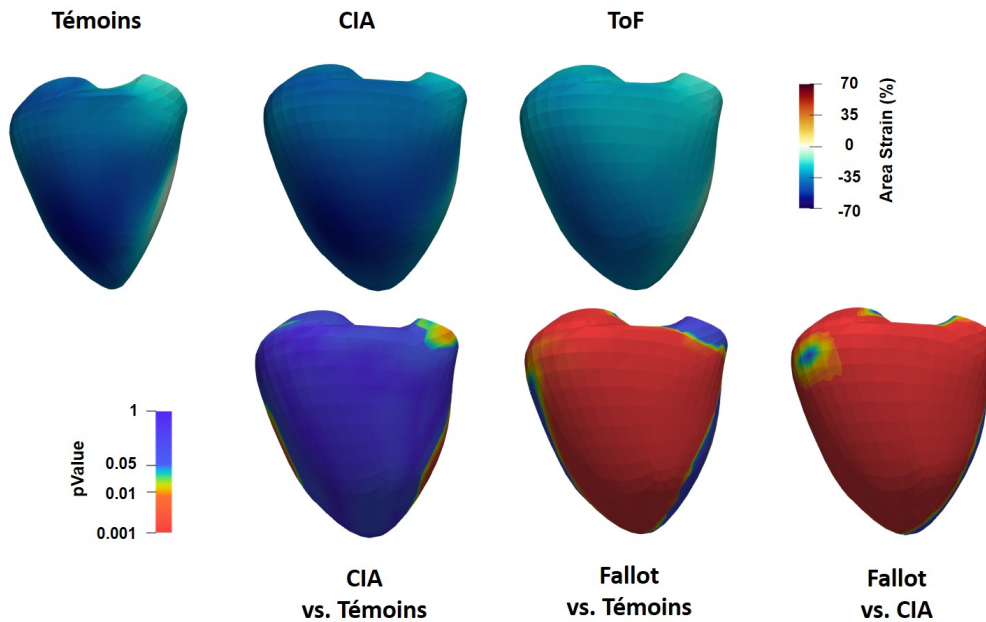 Témoins
CIA
ToF
70
35
0
-35
-70
Area Strain (%)
1
0.05
0.01
0.001
pValue
CIA
vs. Témoins
Fallot
vs. Témoins
Fallot
vs. CIA